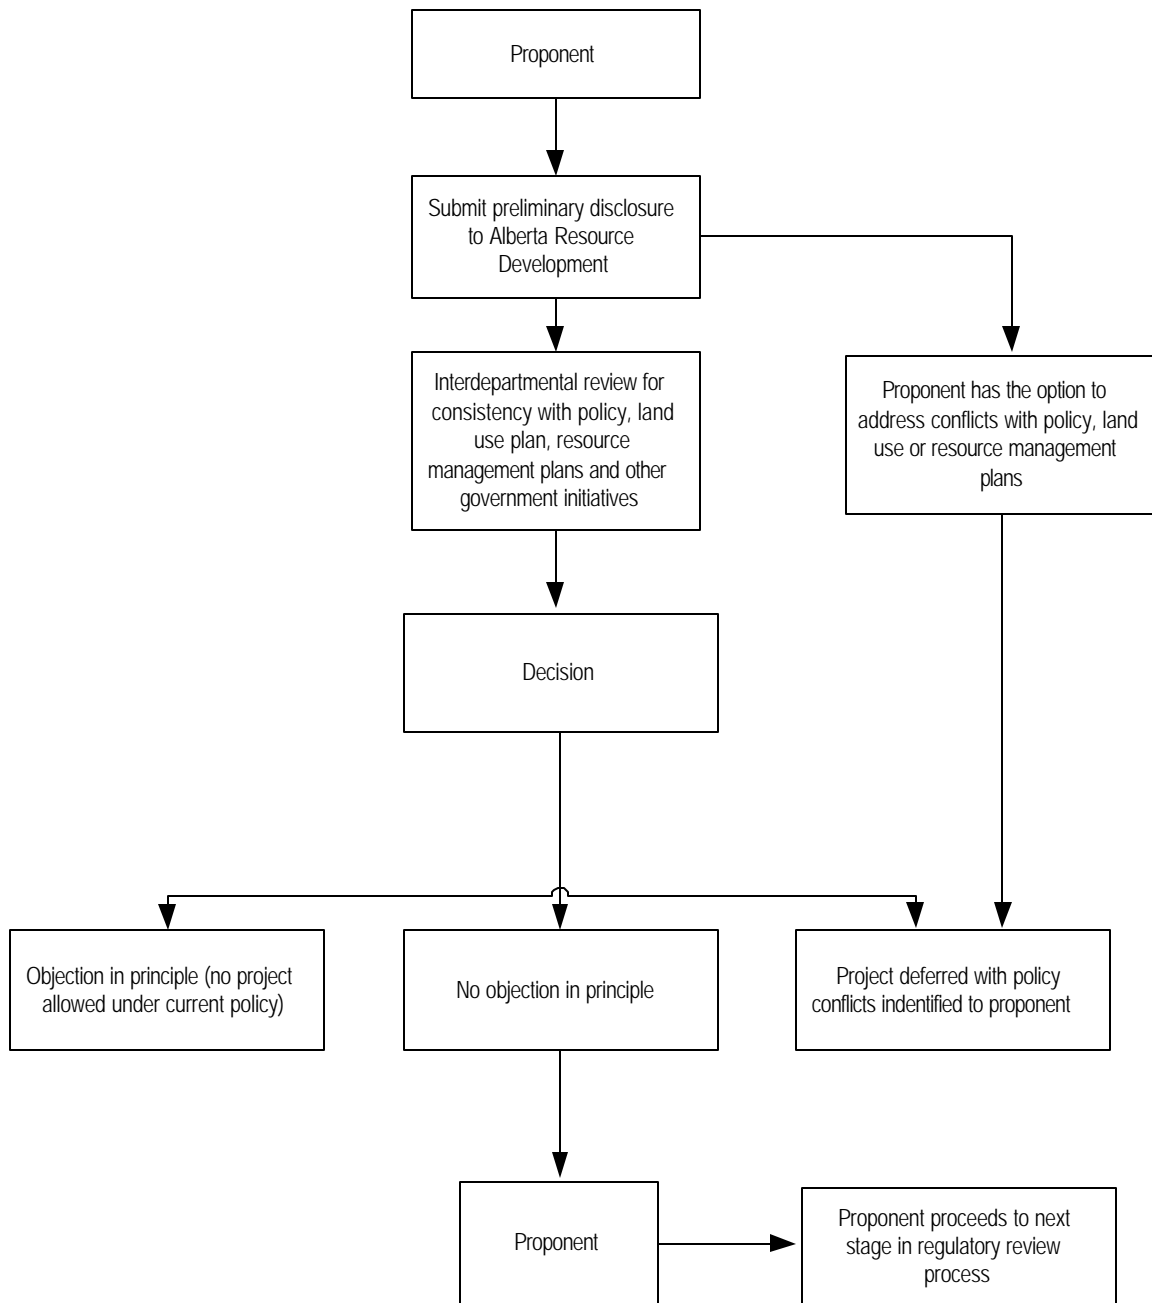 Proponent
Submit preliminary disclosure
to Alberta Resource
Development
Interdepartmental review for
consistency with policy, land
use plan, resource
management plans and other
government initiatives
Proponent has the option to
address conflicts with policy, land
use or resource management
plans
Decision
Objection in principle (no project
allowed under current policy)
No objection in principle
Project deferred with policy
conflicts indentified to proponent
Proponent
Proponent proceeds to next
stage in regulatory review
process